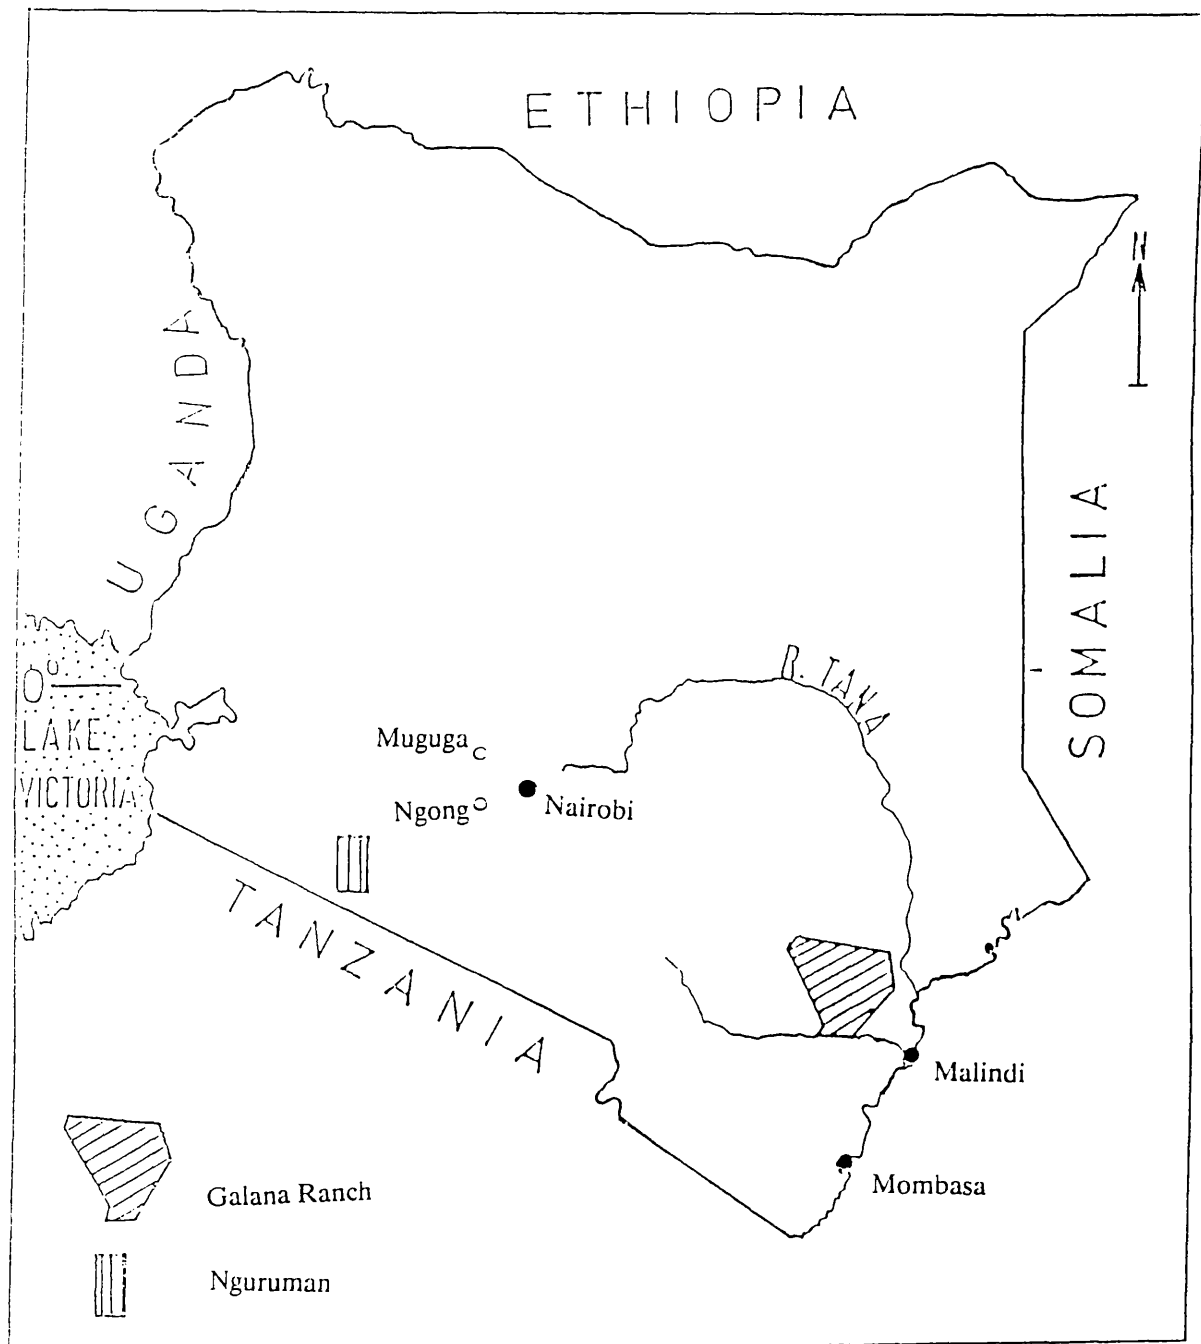 ETHIOPIA
N
UGANDA
SOMALIA
R. TANA
0°
LAKE
VICTORIA
Muguga
Ngong
Nairobi
TANZANIA
Malindi
Mombasa
Galana Ranch
Nguruman